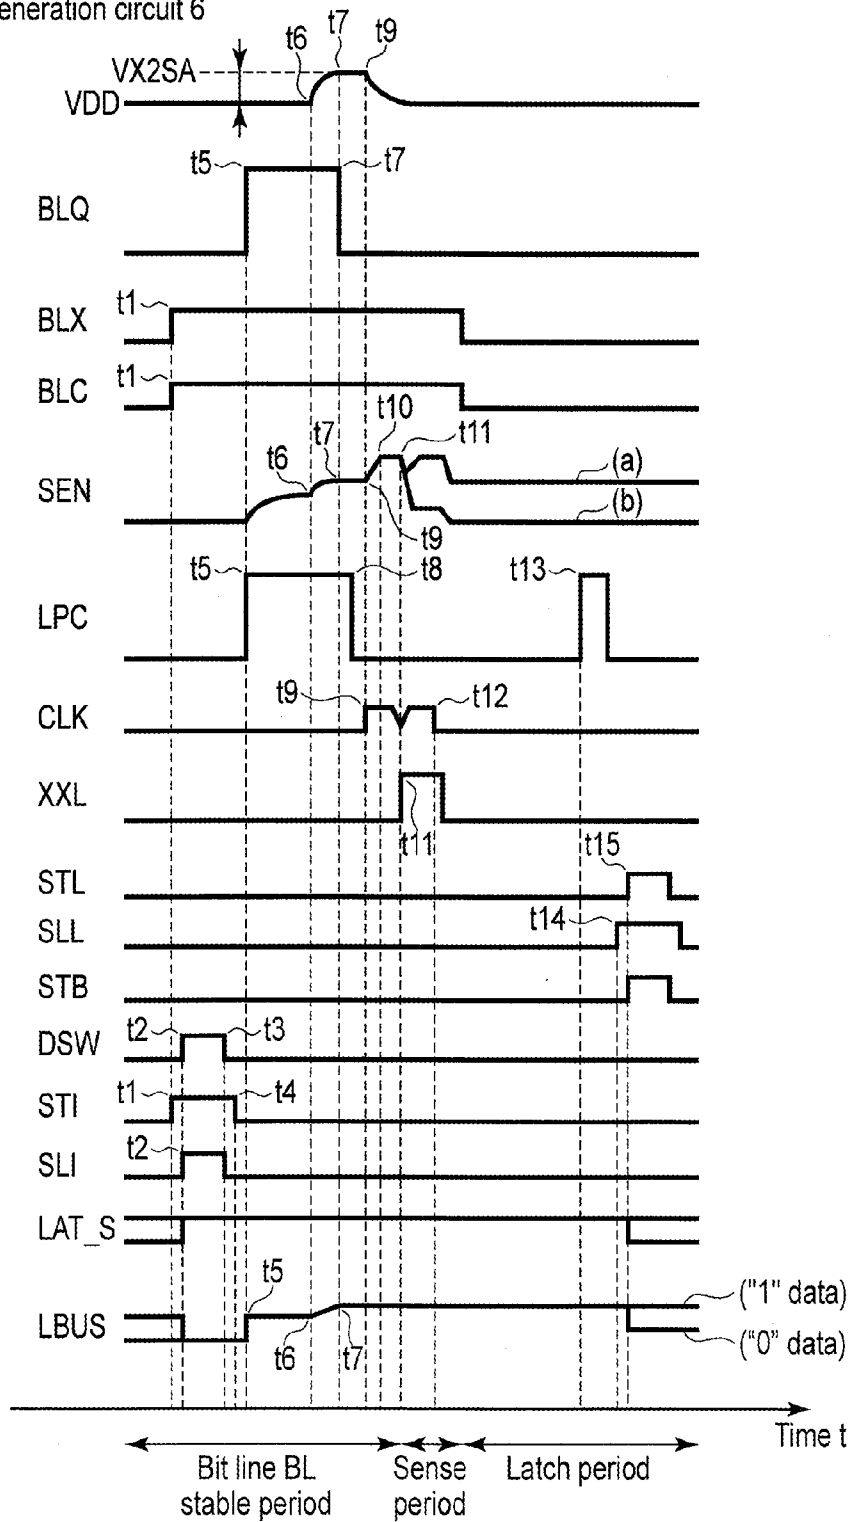 eneration circuit 6
t6 t7 t9
VX2SA
VDD
t5 t7
BLQ
t1
BLX
t1
BLC
t10
t6 t7 t11
SEN (a)
(b)
t9
t5 t8 t13
LPC
t9 t12
CLK
XXL
t11
t15
STL
t14
SLL
STB
t2 t3
DSW
t1 t4
STI
t2
SLI
LAT_S
t5
("1" data)
LBUS
t6 t7
("0" data)
Time t
Bit line BL
stable period
Sense
period
Latch period